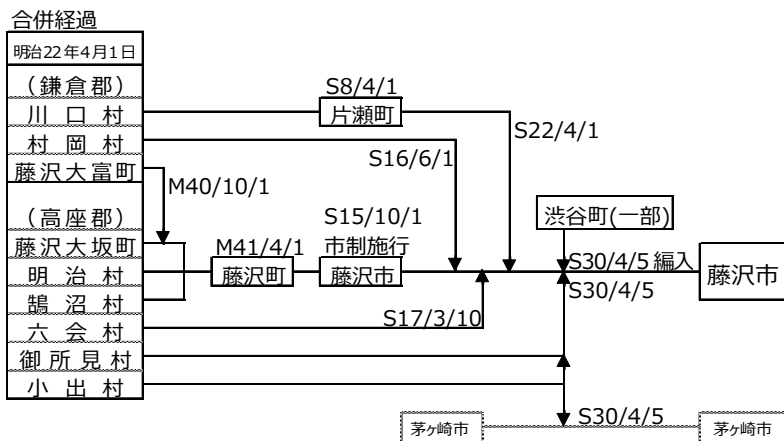 合併経過
明治22年4月1日
（鎌倉郡）
川口村
村岡村
藤沢大富町
（高座郡）
藤沢大坂町
明治村
鵠沼村
六会村
御所見村
小出村
S8/4/1
片瀬町
S22/4/1
S16/6/1
M40/10/1
S15/10/1
市制施行
藤沢市
M41/4/1
藤沢町
渋谷町(一部)
S30/4/5 編入
S30/4/5
藤沢市
S17/3/10
S30/4/5
茅ヶ崎市
茅ヶ崎市